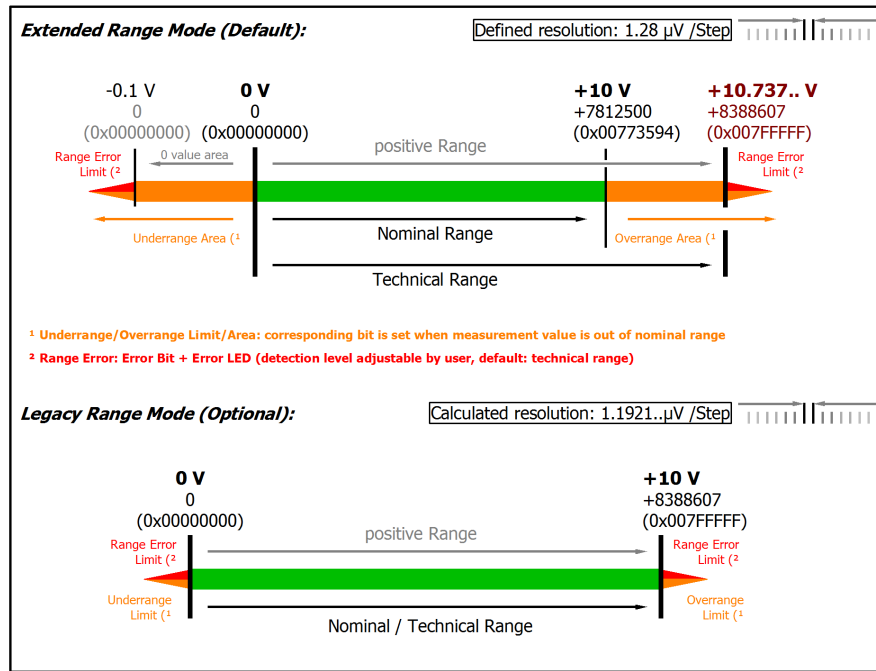 Extended Range Mode (Default):
Defined resolution: 1.28 µV /Step
-0.1 V
0
(0x00000000)
0 V
0
(0x00000000)
+10 V
+7812500
(0x00773594)
+10.737.. V
+8388607
(0x007FFFFF)
Range Error
Limit (²
0 value area
positive Range
Range Error
Limit (²
Underrange Area (¹
Nominal Range
Overrange Area (¹
Technical Range
¹ Underrange/Overrange Limit/Area: corresponding bit is set when measurement value is out of nominal range
² Range Error: Error Bit + Error LED (detection level adjustable by user, default: technical range)
Legacy Range Mode (Optional):
Calculated resolution: 1.1921..µV /Step
0 V
0
(0x00000000)
+10 V
+8388607
(0x007FFFFF)
Range Error
Limit (²
positive Range
Range Error
Limit (²
Underrange
Limit (¹
Nominal / Technical Range
Overrange
Limit (¹